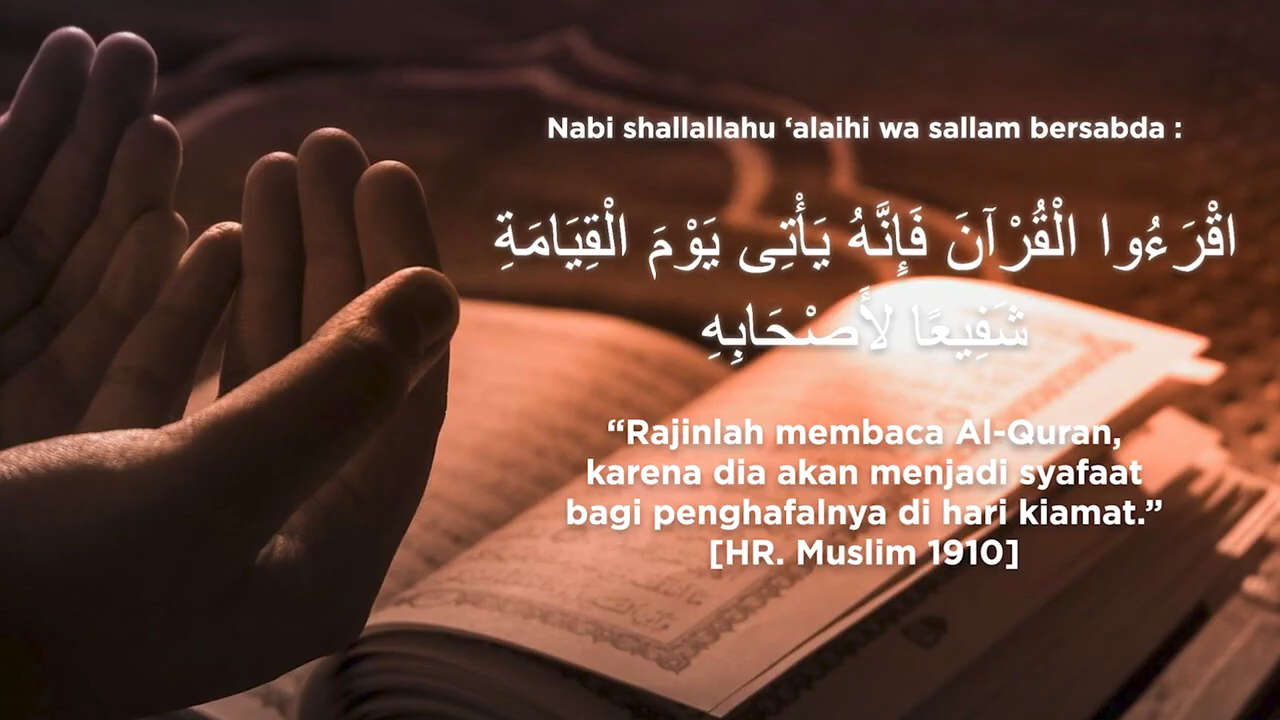 Nabi shallallahu ‘alaihi wa sallam bersabda :
اقْرَءُوا الْقُرْآنَ فَإِنَّهُ يَأْتِى يَوْمَ الْقِيَامَةِ
شَفِيعًا لأَصْحَابِهِ
“Rajinlah membaca Al-Quran,
karena dia akan menjadi syafaat
bagi penghafalnya di hari kiamat.”
[HR. Muslim 1910]